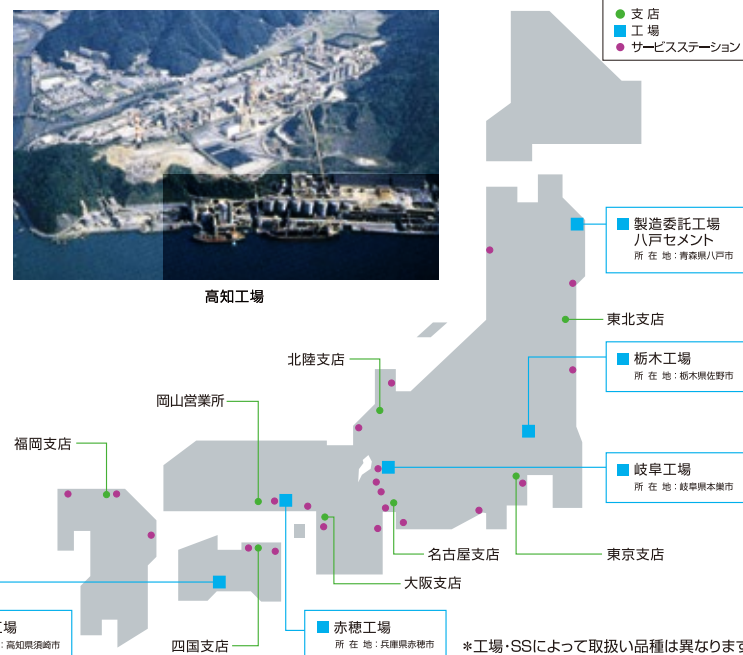 支店
工場
サービスステーション
高知工場
製造委託工場
八戸セメント
所在地:青森県八戸市
東北支店
北陸支店
栃木工場
所在地:栃木県佐野市
岡山営業所
福岡支店
岐阜工場
所在地:岐阜県本巣市
名古屋支店
東京支店
大阪支店
工場
:高知県須崎市
四国支店
赤穂工場
所在地:兵庫県赤穂市
*工場・SSによって取扱い品種は異なります